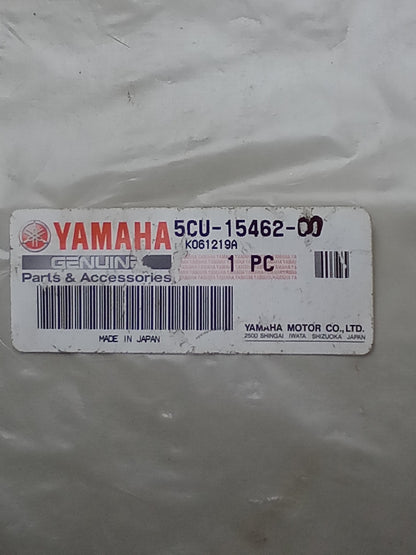 YAMAHA 5CU-15462-00
K061219A
GENUINE 1 PC
Parts & Accessories
MADE IN JAPAN
YAMAHA MOTOR CO.,LTD.
2500 SHINGAI IWATA SHIZUOKA JAPAN